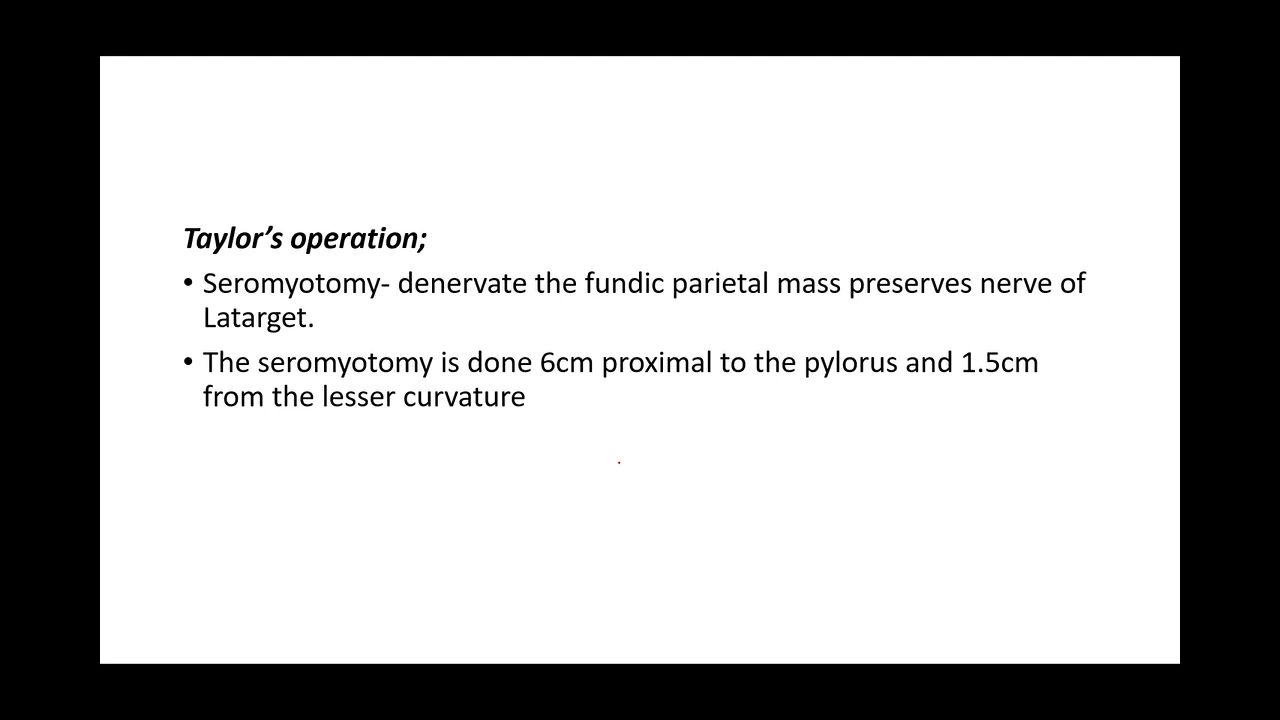 Taylor’s operation;
• Seromyotomy- denervate the fundic parietal mass preserves nerve of
Latarget.
• The seromyotomy is done 6cm proximal to the pylorus and 1.5cm
from the lesser curvature